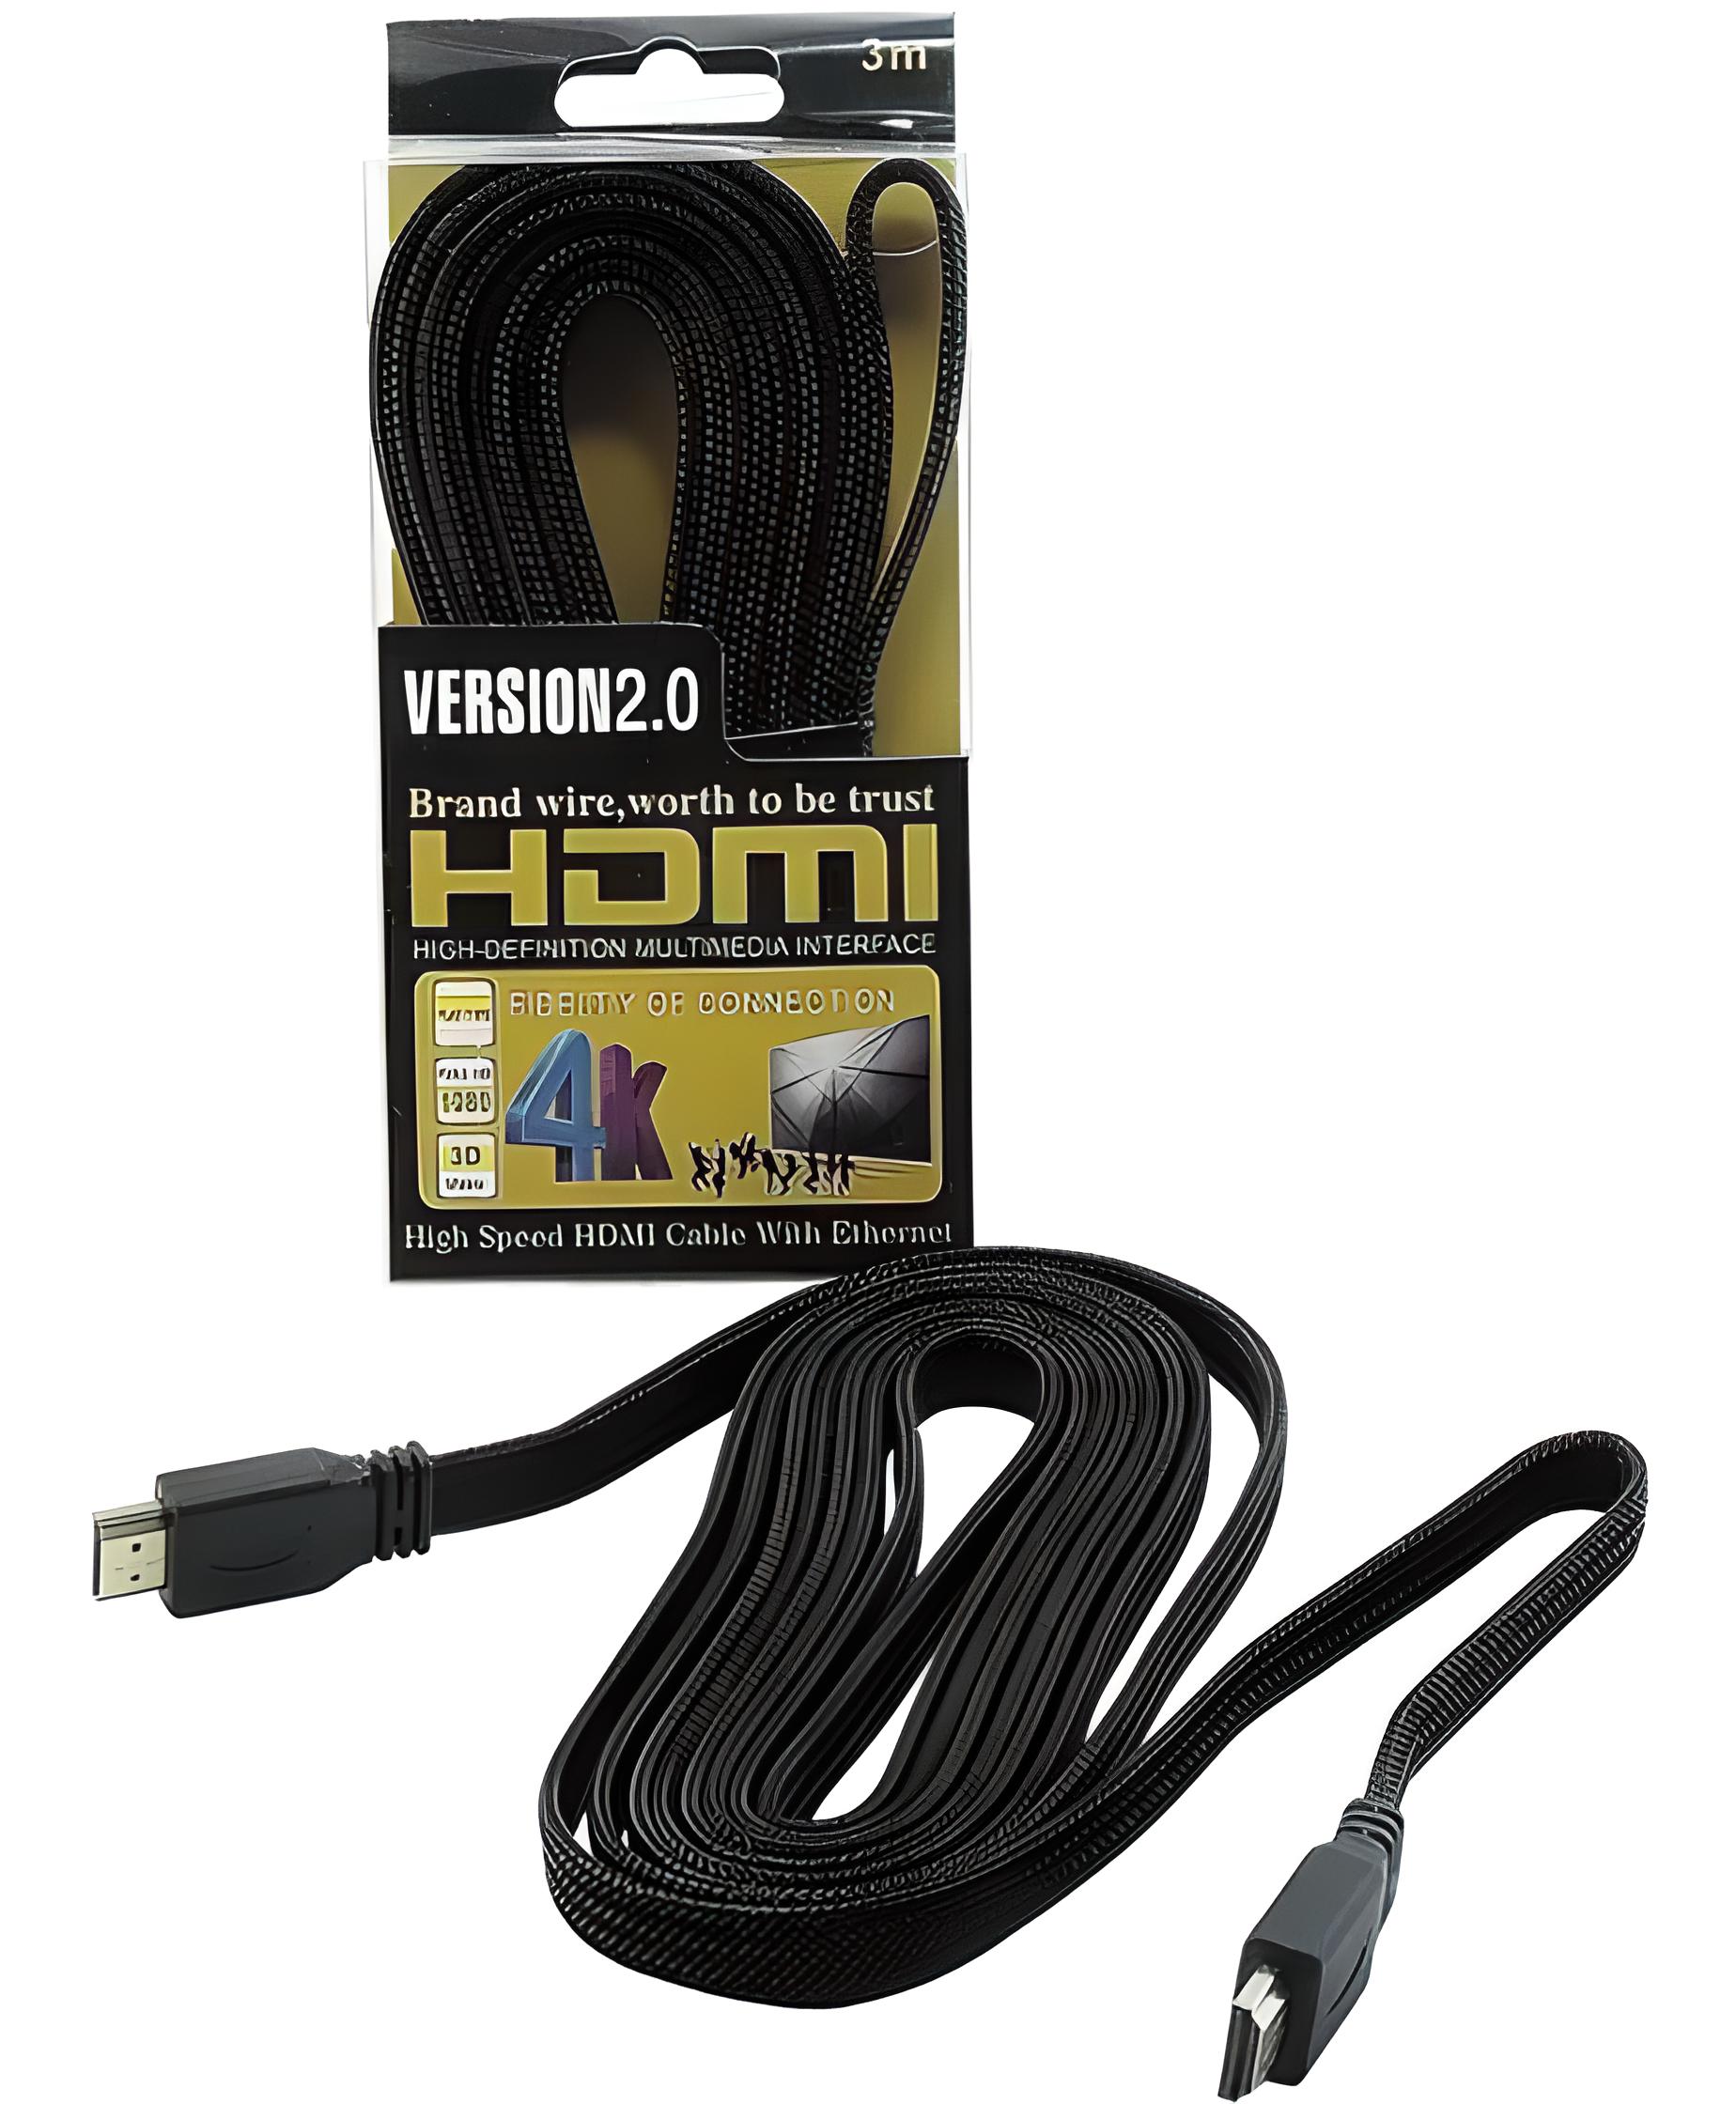 3m
VERSION2.0
Brand wire,worth to be trust
HDMI
HIGH-DEFINITION MULTIMEDIA INTERFACE
OF
4K
3D
High Speed HDMI Cable With Ethernet